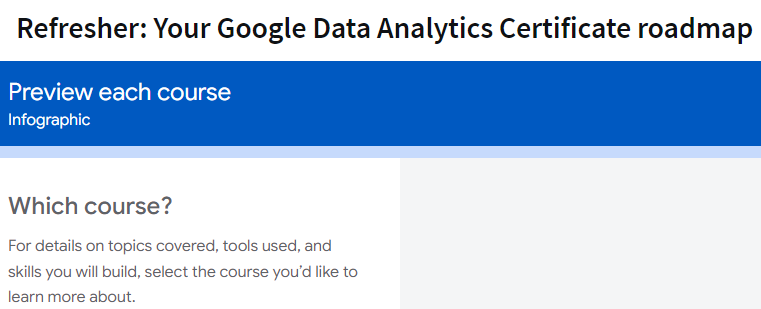 Refresher: Your Google Data Analytics Certificate roadmap
Preview each course
Infographic
Which course?
For details on topics covered, tools used, and
skills you will build, select the course you’d like to
learn more about.